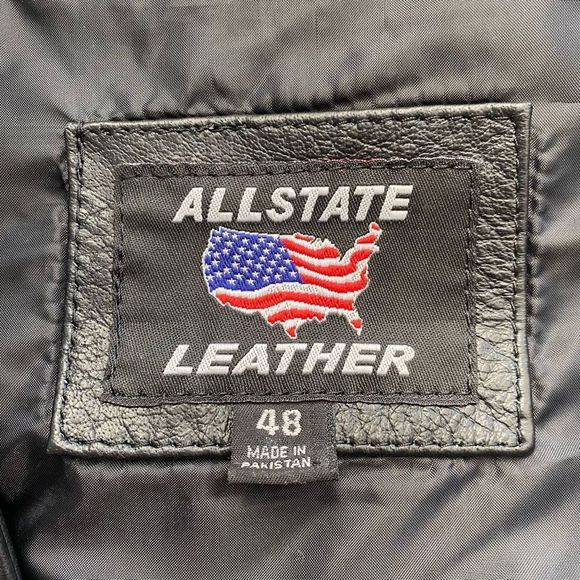 ALLSTATE
LEATHER
48
MADE IN
PAKISTAN